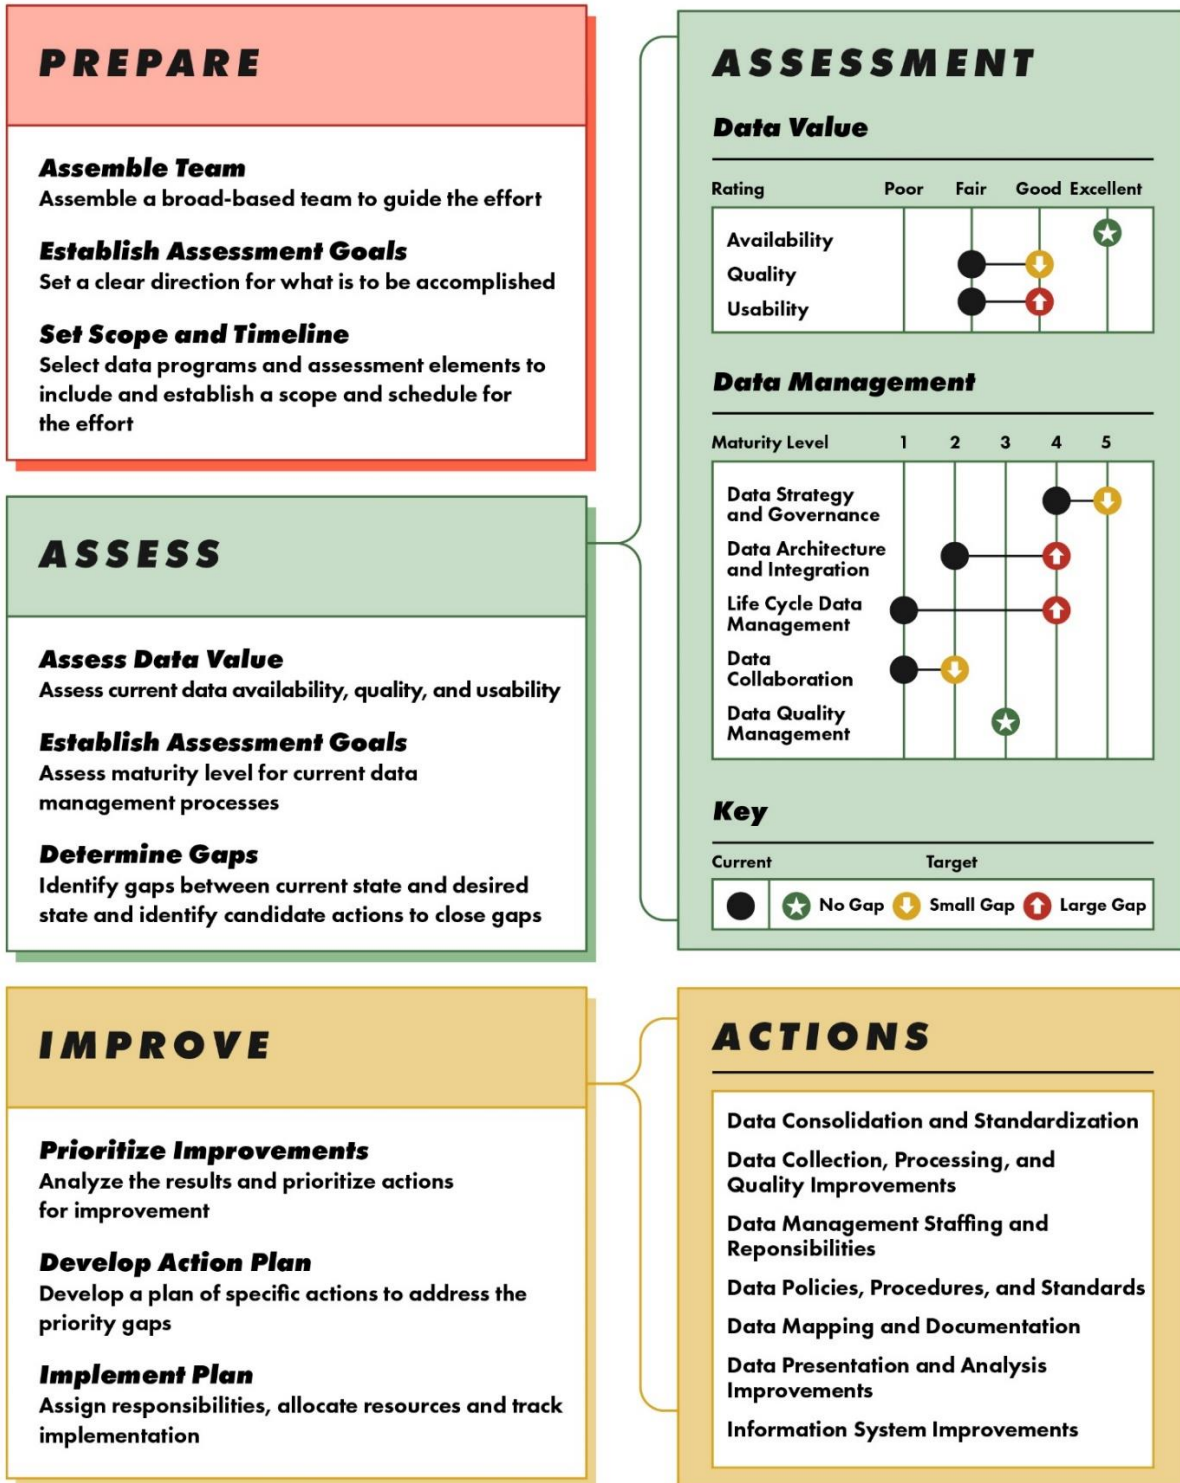 PREPARE
Assemble Team
Assemble a broad-based team to guide the effort
Establish Assessment Goals
Set a clear direction for what is to be accomplished
Set Scope and Timeline
Select data programs and assessment elements to
include and establish a scope and schedule for
the effort
ASSESS
Assess Data Value
Assess current data availability, quality, and usability
Establish Assessment Goals
Assess maturity level for current data
management processes
Determine Gaps
Identify gaps between current state and desired
state and identify candidate actions to close gaps
ASSESSMENT
Data Value
Rating Poor Fair Good Excellent
Availability
Quality
Usability
Data Management
Maturity Level 1 2 3 4 5
Data Strategy
and Governance
Data Architecture
and Integration
Life Cycle Data
Management
Data
Collaboration
Data Quality
Management
Key
Current Target
No Gap Small Gap Large Gap
IMPROVE
Prioritize Improvements
Analyze the results and prioritize actions
for improvement
Develop Action Plan
Develop a plan of specific actions to address the
priority gaps
Implement Plan
Assign responsibilities, allocate resources and track
implementation
ACTIONS
Data Consolidation and Standardization
Data Collection, Processing, and
Quality Improvements
Data Management Staffing and
Reponsibilities
Data Policies, Procedures, and Standards
Data Mapping and Documentation
Data Presentation and Analysis
Improvements
Information System Improvements